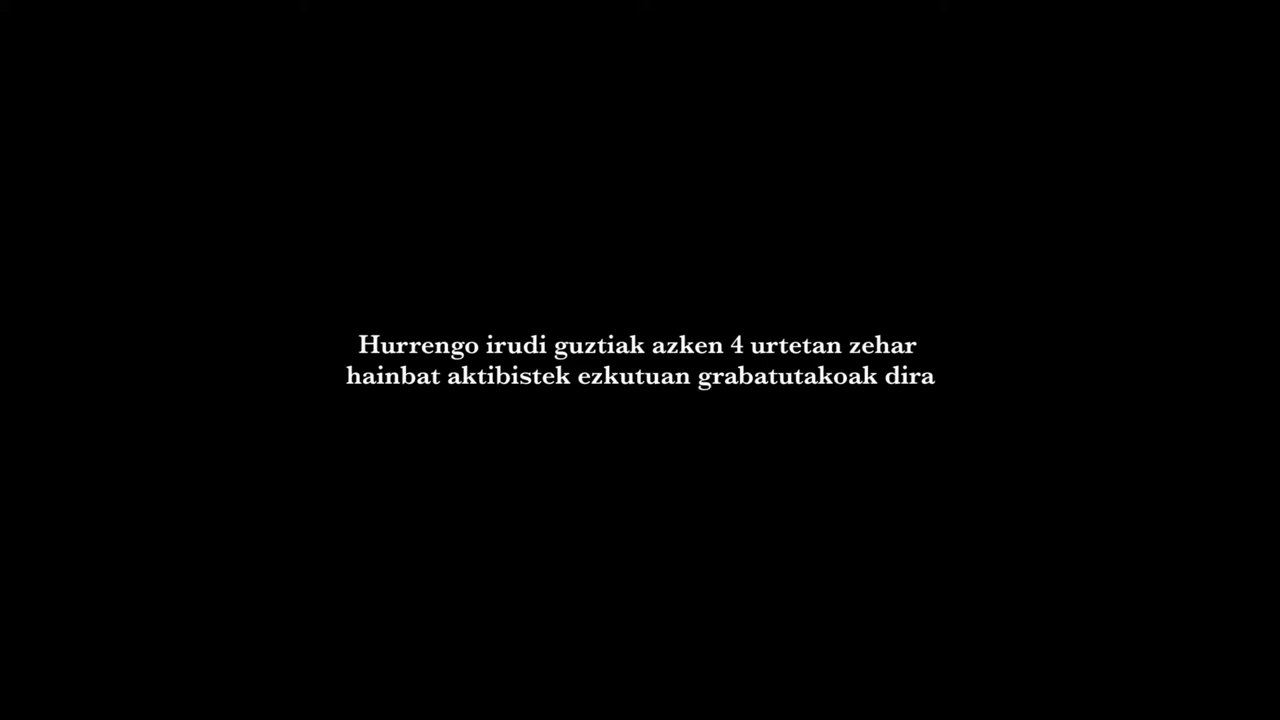 Hurrengo irudi guztiak azken 4 urtetan zehar
hainbat aktibistek ezkutuan grabatutakoak dira